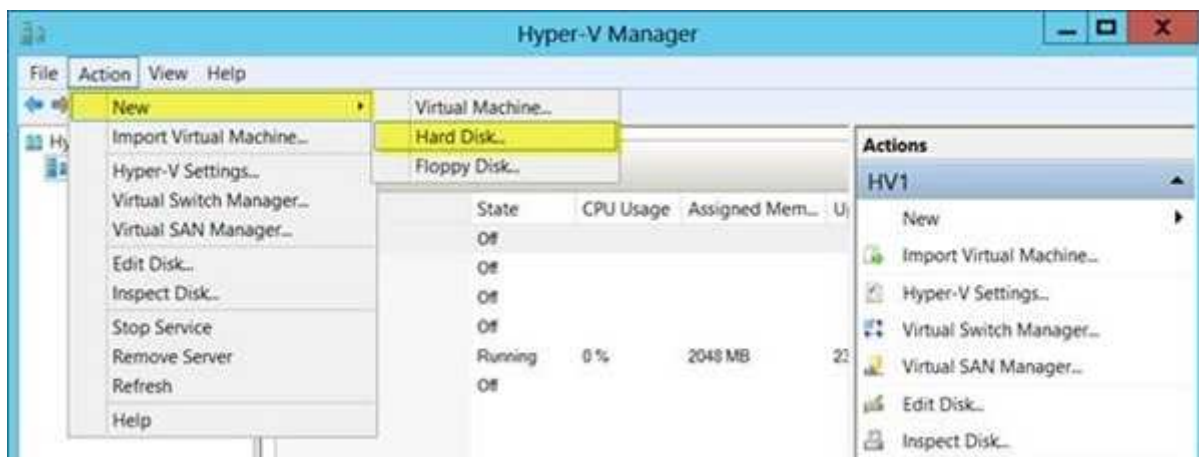 Hyper-V Manager
File Action View Help
New
Import Virtual Machine...
Hyper-V Settings...
Virtual Switch Manager...
Virtual SAN Manager...
Edit Disk...
Inspect Disk...
Stop Service
Remove Server
Refresh
Help
Virtual Machine...
Hard Disk...
Floppy Disk...
State CPU Usage Assigned Mem...
Off
Off
Off
Off
Running 0 % 2048 MB
Off
Actions
HV1
New
Import Virtual Machine...
Hyper-V Settings...
Virtual Switch Manager...
Virtual SAN Manager...
Edit Disk...
Inspect Disk...